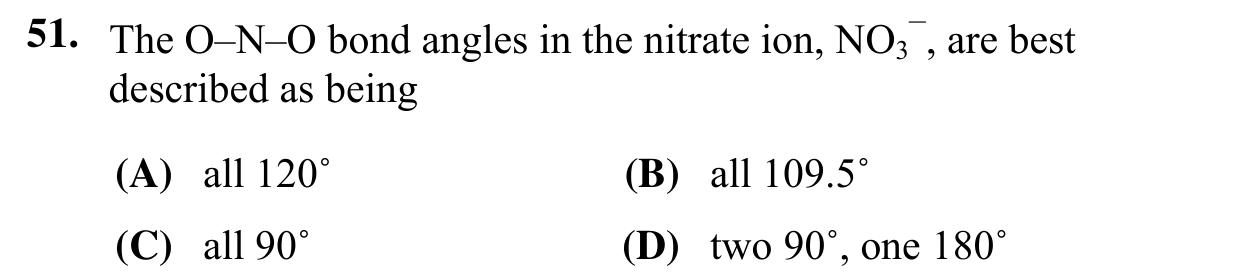 51. The O–N–O bond angles in the nitrate ion, NO₃⁻, are best
described as being
(A) all 120° (B) all 109.5°
(C) all 90° (D) two 90°, one 180°